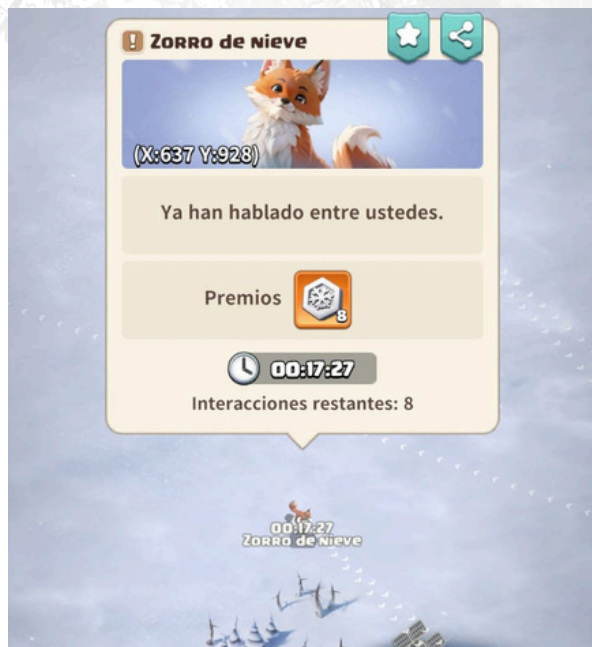 Zorro de nieve
(X:637 Y:928)
Ya han hablado entre ustedes.
Premios
8
00:17:27
Interacciones restantes: 8
00:17:27
Zorro de nieve